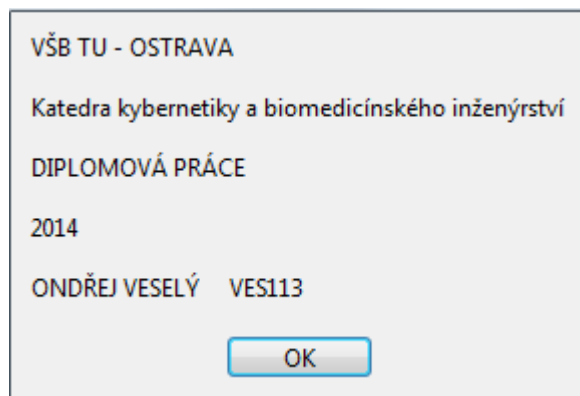 VŠB TU - OSTRAVA
Katedra kybernetiky a biomedicínského inženýrství
DIPLOMOVÁ PRÁCE
2014
ONDŘEJ VESELÝ VES113
OK